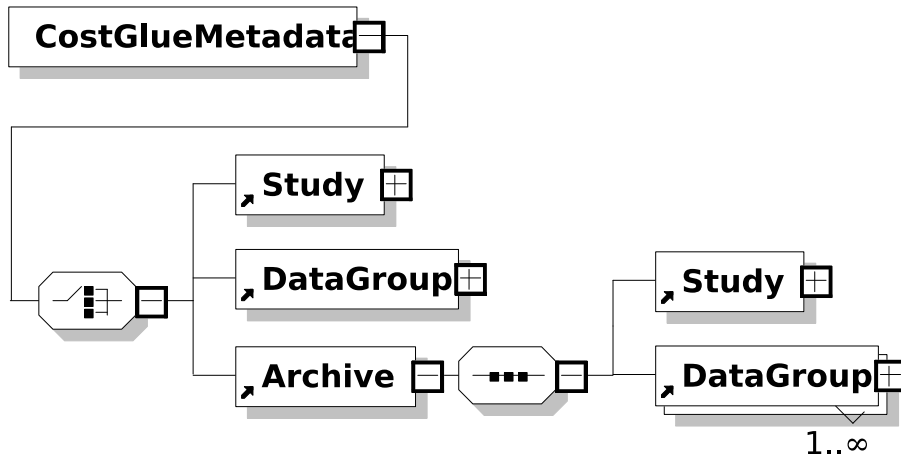 CostGlueMetadata
Study
DataGroup
Study
Archive
DataGroup
1..∞